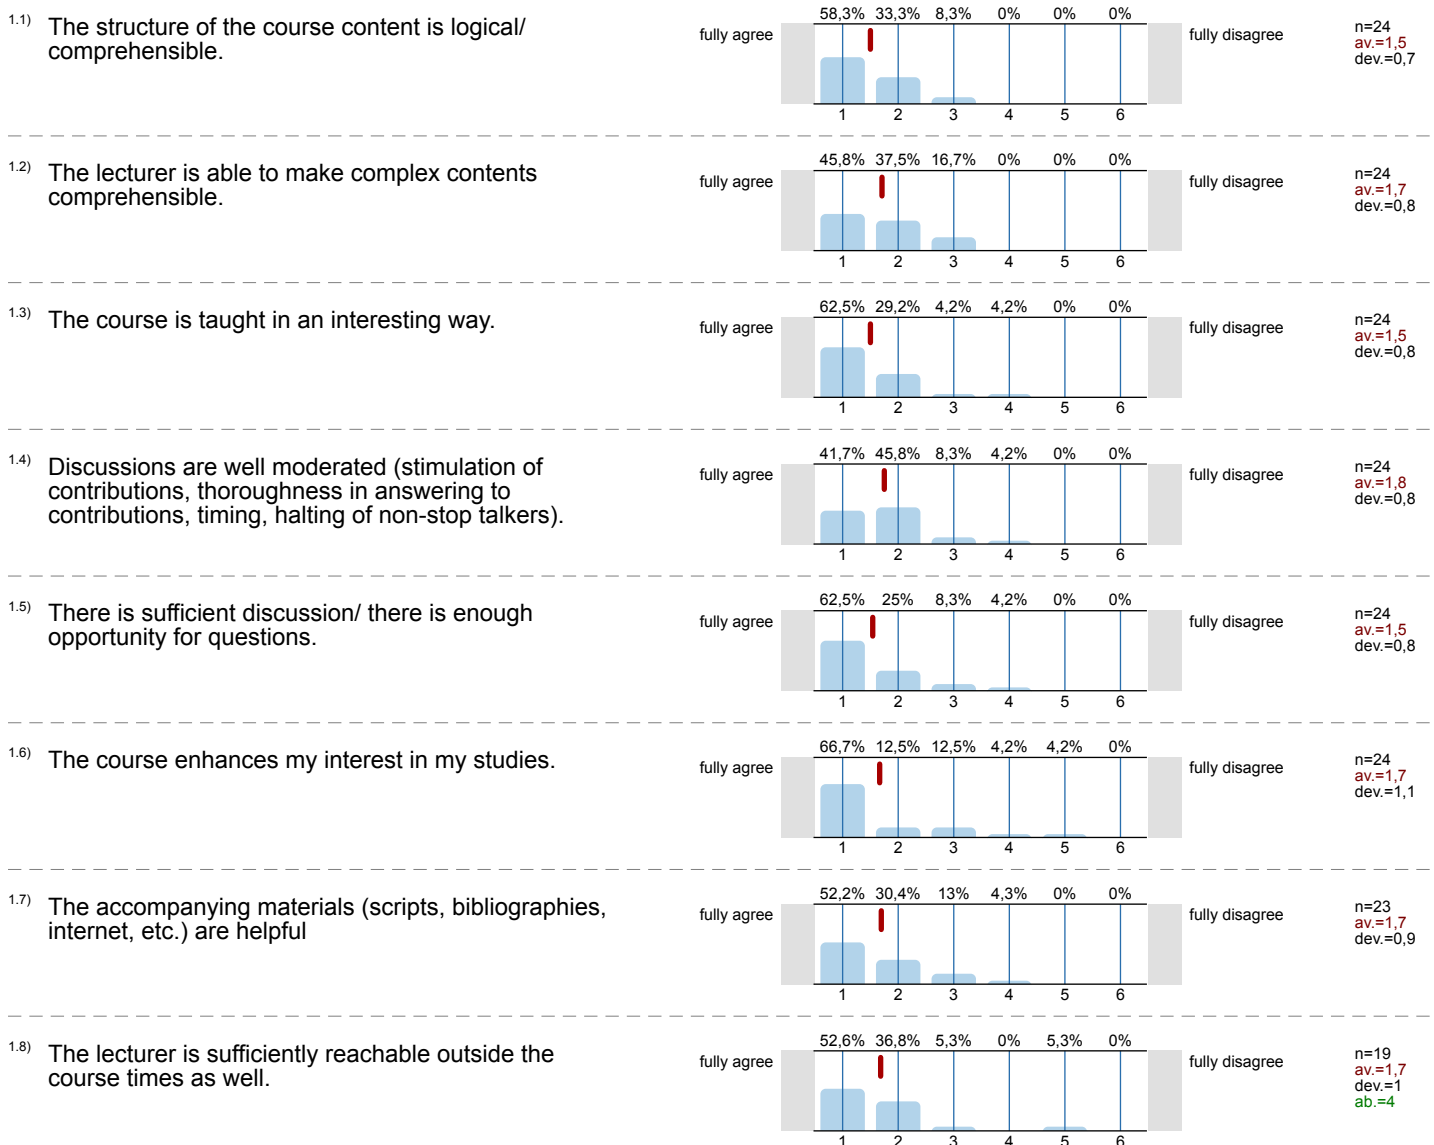 1.1) The structure of the course content is logical/
comprehensible.
fully agree
58,3% 33,3% 8,3% 0% 0% 0%
1 2 3 4 5 6
fully disagree
n=24
av.=1,5
dev.=0,7
1.2) The lecturer is able to make complex contents
comprehensible.
fully agree
45,8% 37,5% 16,7% 0% 0% 0%
1 2 3 4 5 6
fully disagree
n=24
av.=1,7
dev.=0,8
1.3) The course is taught in an interesting way.
fully agree
62,5% 29,2% 4,2% 4,2% 0% 0%
1 2 3 4 5 6
fully disagree
n=24
av.=1,5
dev.=0,8
1.4) Discussions are well moderated (stimulation of
contributions, thoroughness in answering to
contributions, timing, halting of non-stop talkers).
fully agree
41,7% 45,8% 8,3% 4,2% 0% 0%
1 2 3 4 5 6
fully disagree
n=24
av.=1,8
dev.=0,8
1.5) There is sufficient discussion/ there is enough
opportunity for questions.
fully agree
62,5% 25% 8,3% 4,2% 0% 0%
1 2 3 4 5 6
fully disagree
n=24
av.=1,5
dev.=0,8
1.6) The course enhances my interest in my studies.
fully agree
66,7% 12,5% 12,5% 4,2% 4,2% 0%
1 2 3 4 5 6
fully disagree
n=24
av.=1,7
dev.=1,1
1.7) The accompanying materials (scripts, bibliographies,
internet, etc.) are helpful
fully agree
52,2% 30,4% 13% 4,3% 0% 0%
1 2 3 4 5 6
fully disagree
n=23
av.=1,7
dev.=0,9
1.8) The lecturer is sufficiently reachable outside the
course times as well.
fully agree
52,6% 36,8% 5,3% 0% 5,3% 0%
1 2 3 4 5 6
fully disagree
n=19
av.=1,7
dev.=1
ab.=4